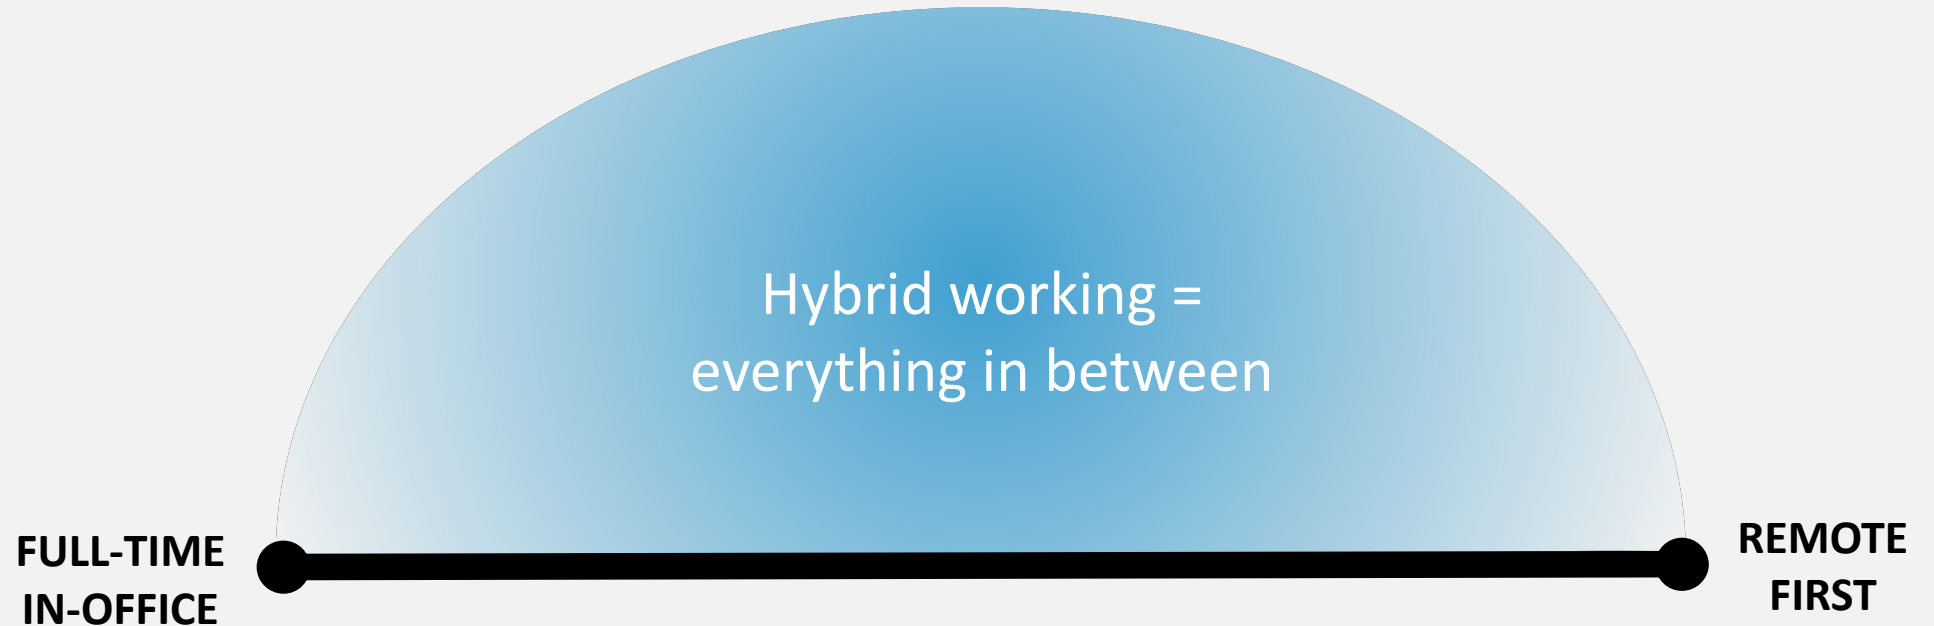 Hybrid working =
everything in between
FULL-TIME
IN-OFFICE
REMOTE
FIRST